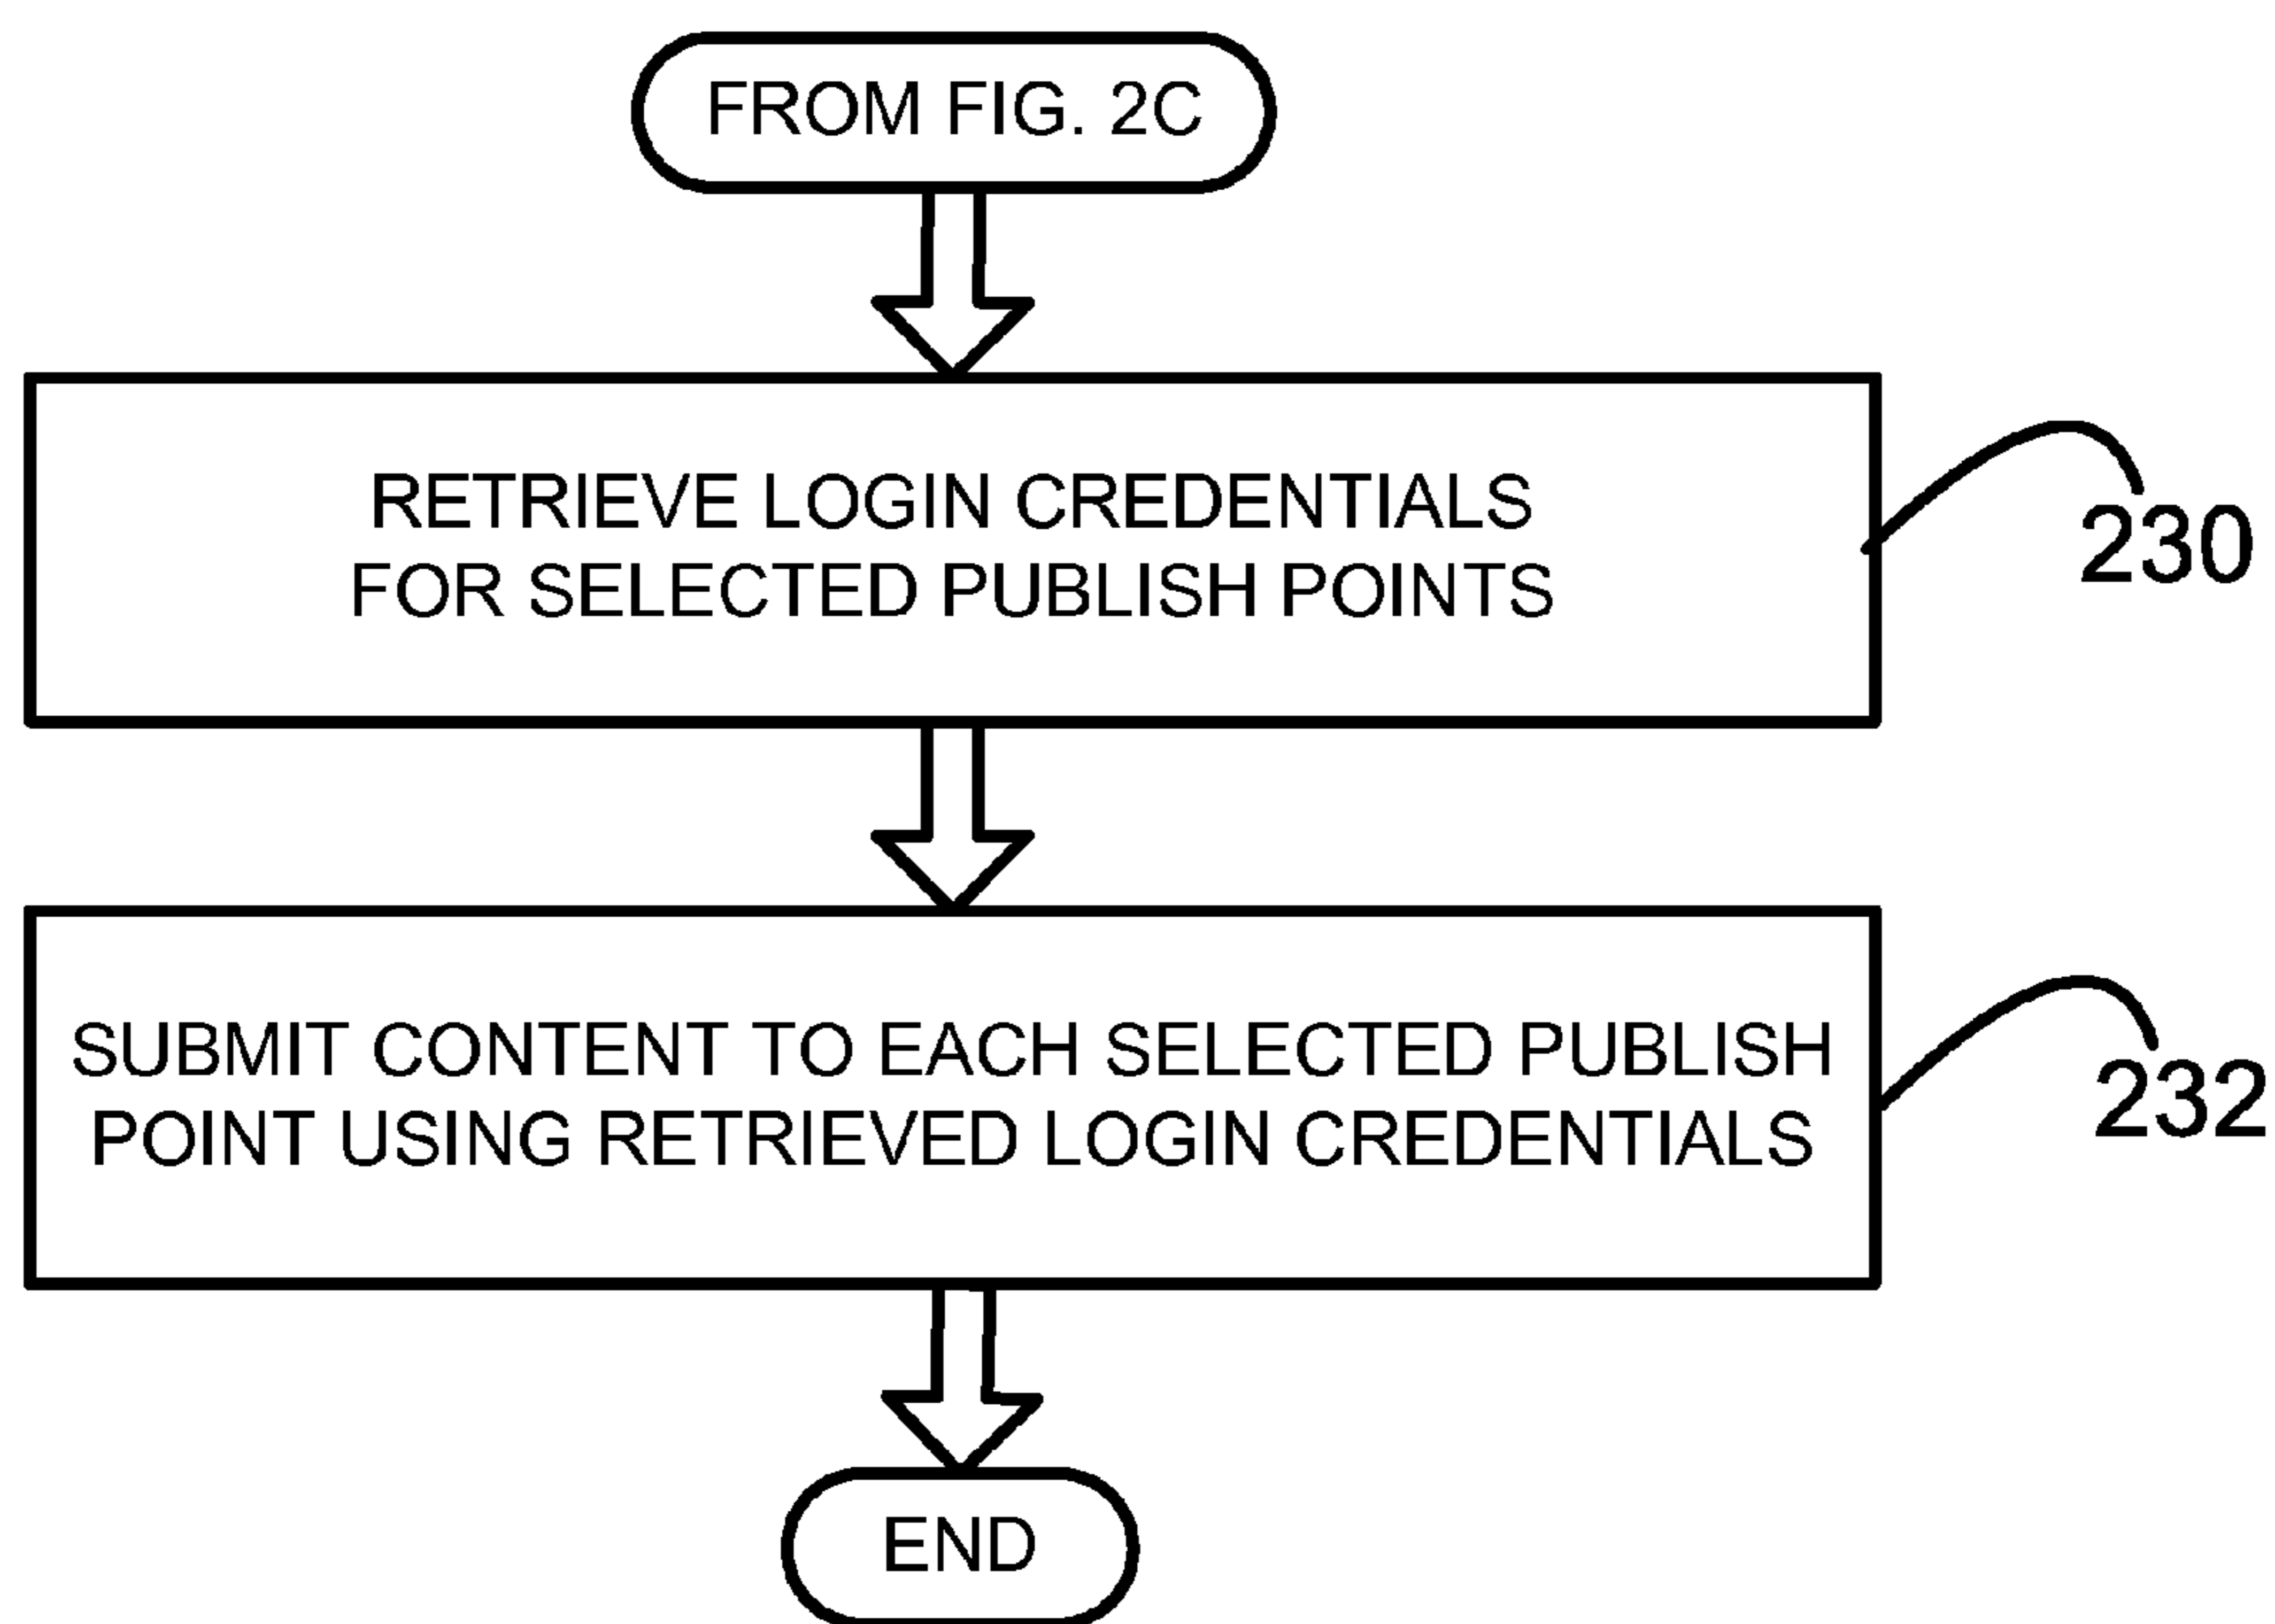 FROM FIG. 2C
RETRIEVE LOGIN CREDENTIALS
FOR SELECTED PUBLISH POINTS
230
SUBMIT CONTENT TO EACH SELECTED PUBLISH
POINT USING RETRIEVED LOGIN CREDENTIALS
232
END